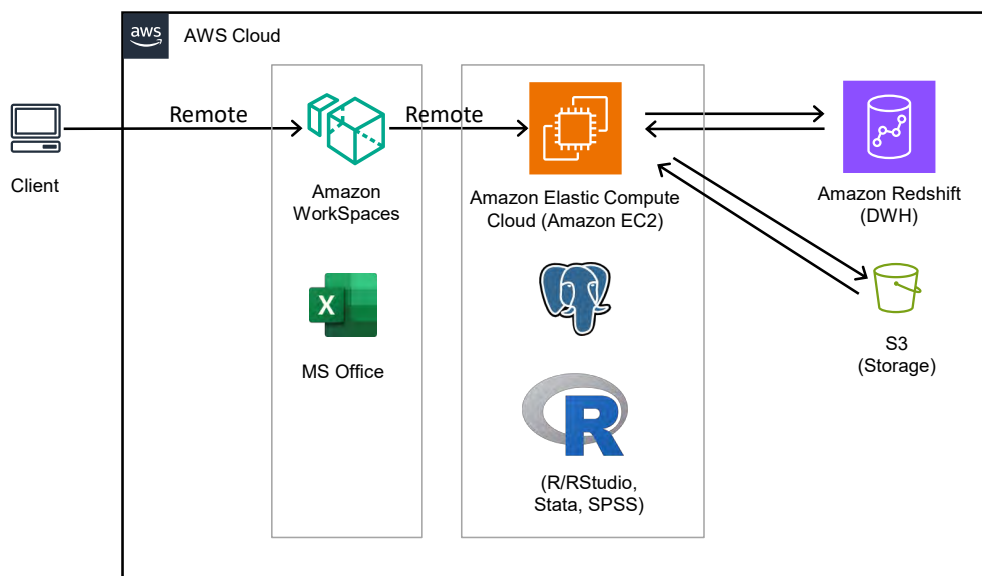 aws
AWS Cloud
Remote
Remote
Client
Amazon
WorkSpaces
Amazon Elastic Compute
Cloud (Amazon EC2)
Amazon Redshift
(DWH)
X
MS Office
S3
(Storage)
R
(R/RStudio,
Stata, SPSS)